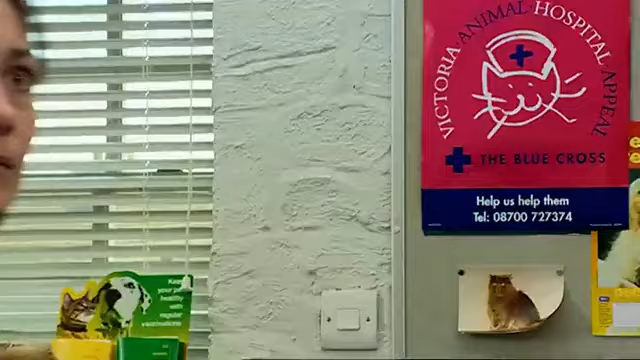 VICTORIA ANIMAL HOSPITAL APPEAL
THE BLUE CROSS
Help us help them
Tel: 08700 727374
Keep
your pet
healthy
with
regular
vaccinations